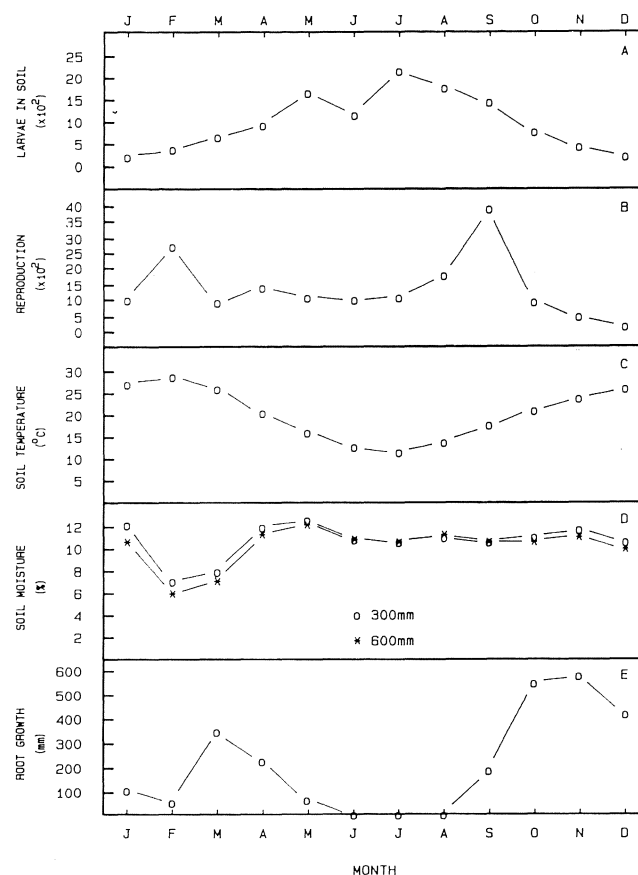 J F M A M J J A S O N D
A
25
20
15
10
5
0
LARVAE IN SOIL
(x10²)
B
40
35
30
25
20
15
10
5
0
REPRODUCTION
(x10²)
C
30
25
20
15
10
5
SOIL TEMPERATURE
(°C)
D
12
10
8
6
4
2
SOIL MOISTURE
(%)
o 300mm
* 600mm
E
600
500
400
300
200
100
ROOT GROWTH
(mm)
J F M A M J J A S O N D
MONTH